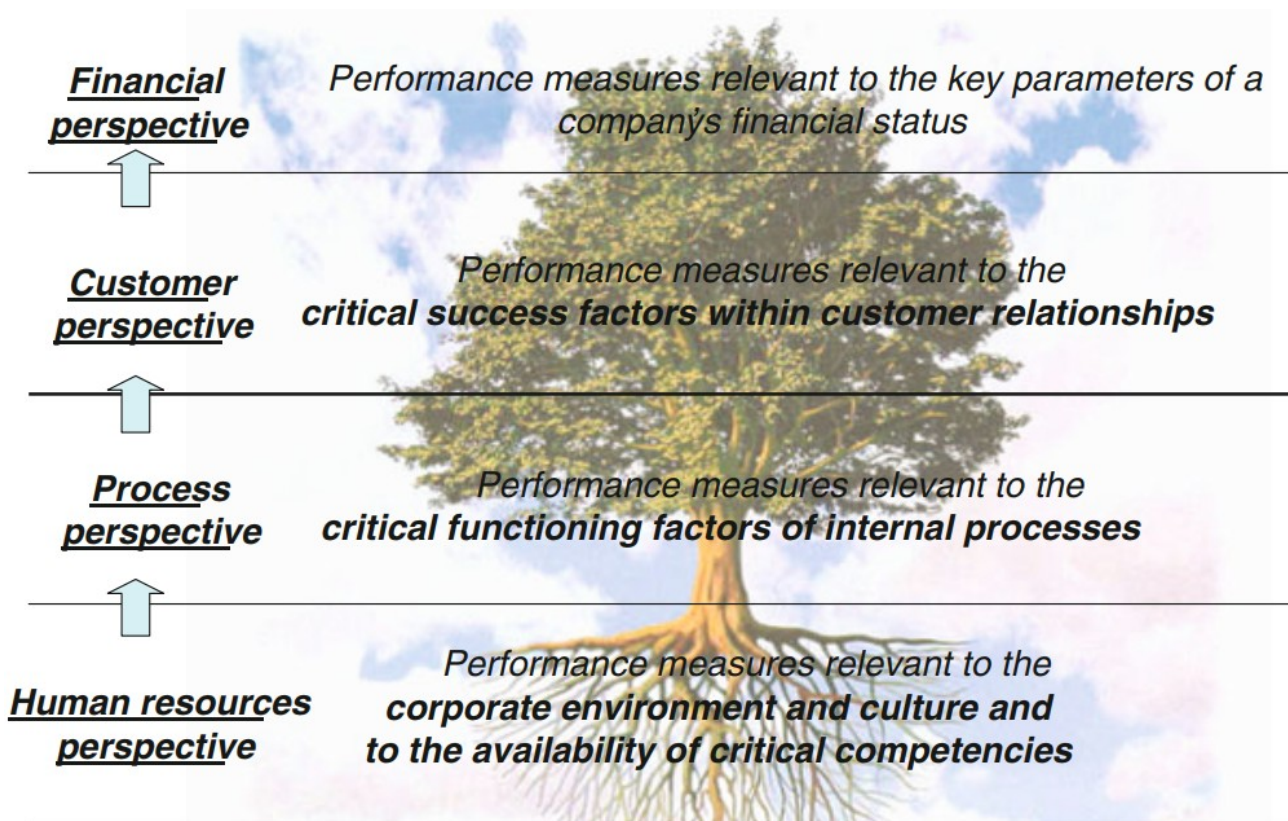 Financial
perspective
Performance measures relevant to the key parameters of a
companẏs financial status
Customer
perspective
Performance measures relevant to the
critical success factors within customer relationships
Process
perspective
Performance measures relevant to the
critical functioning factors of internal processes
Human resources
perspective
Performance measures relevant to the
corporate environment and culture and
to the availability of critical competencies